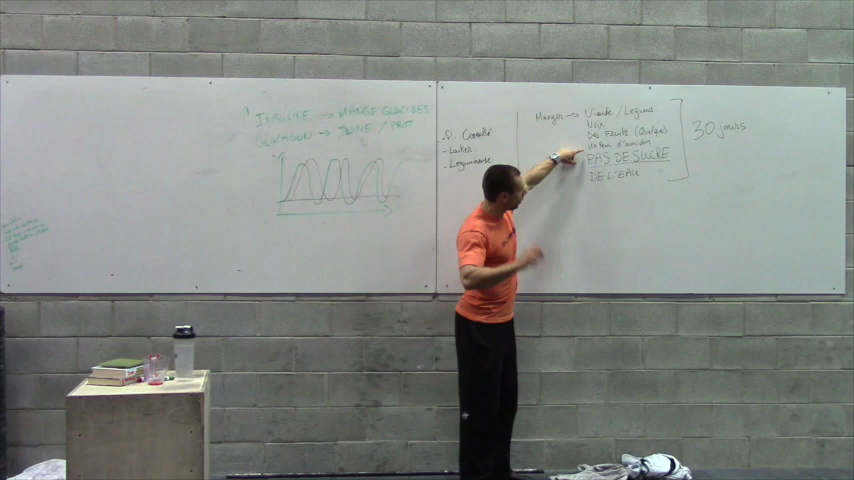 ↑ INSULINE → MANGE GLUCIDES
GLUCAGON → JEUNE / PROT
D. Contrôlé
- Laitier
- Legumineuse
Manger → Viande / Legumes
Noix
Des Fruits (Quelque)
Un Peu d'amidon
PAS DE SUCRE
DE L'EAU
30 jours